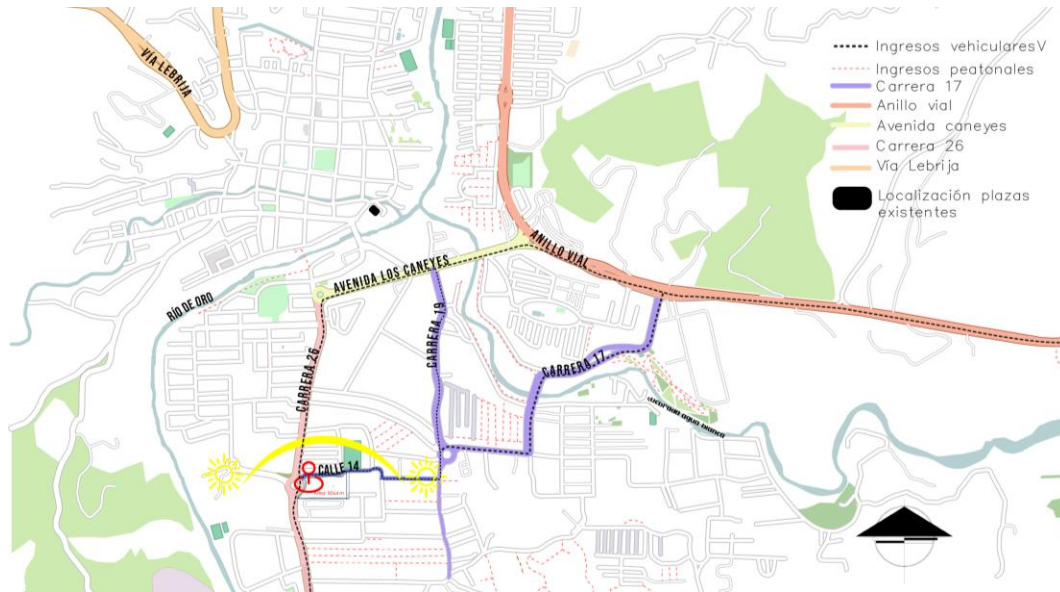 VÍA LEBRIJA
Ingresos vehiculares V
Ingresos peatonales
Carrera 17
Anillo vial
Avenida caneyes
Carrera 26
Vía Lebrija
Localización plazas
existentes
ANILLO VIAL
AVENIDA LOS CANEYES
RÍO DE ORO
CARRERA 19
CARRERA 26
CARRERA 17
CALLE 14